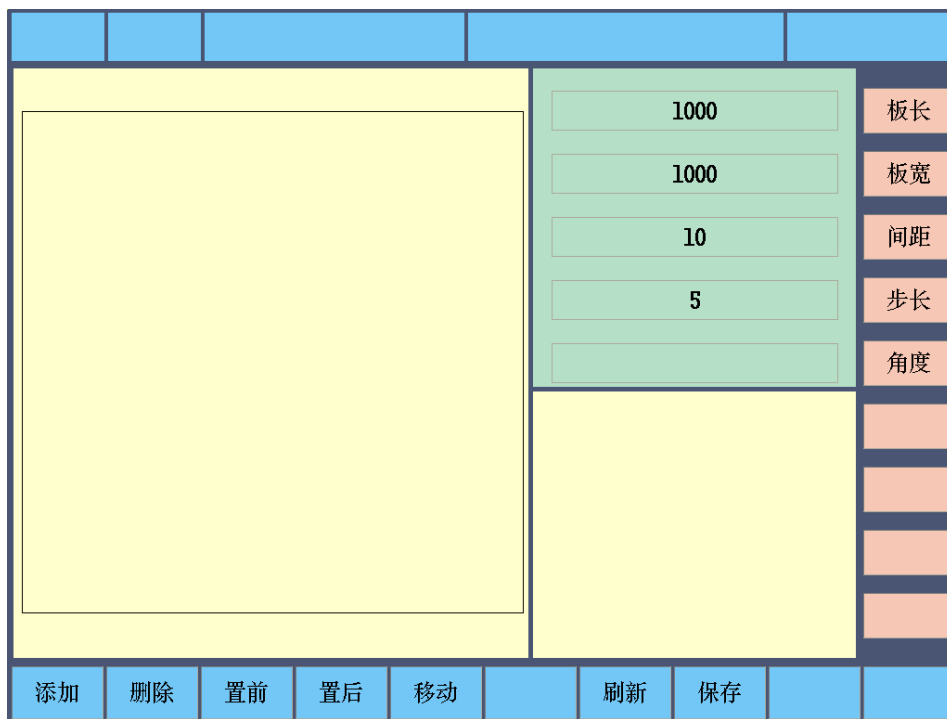 1000 板长
1000 板宽
10 间距
5 步长
角度
添加 删除 置前 置后 移动 刷新 保存